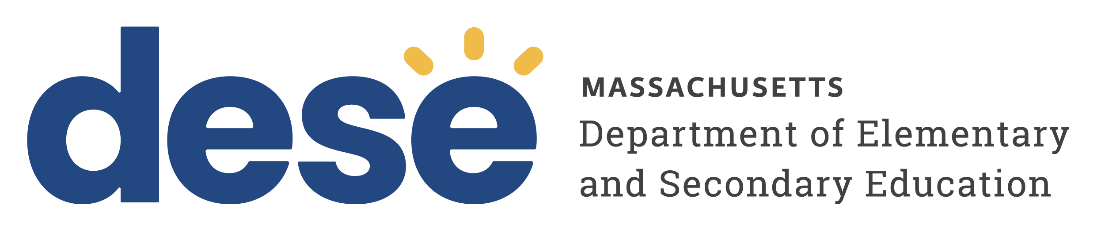 dese
MASSACHUSETTS
Department of Elementary
and Secondary Education